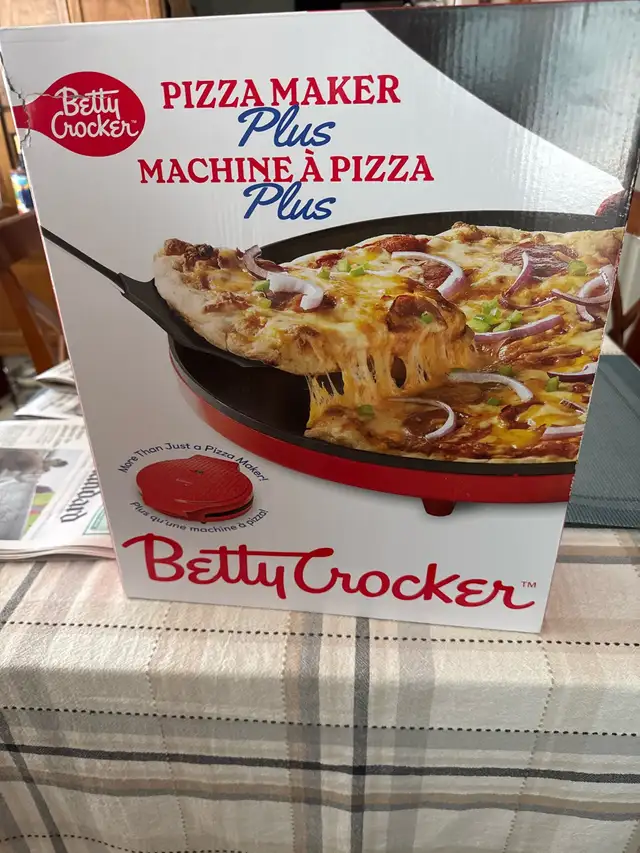 Betty
Crocker™
PIZZA MAKER
Plus
MACHINE À PIZZA
Plus
More Than Just a Pizza Maker!
Plus qu'une machine à pizza!
Betty Crocker™